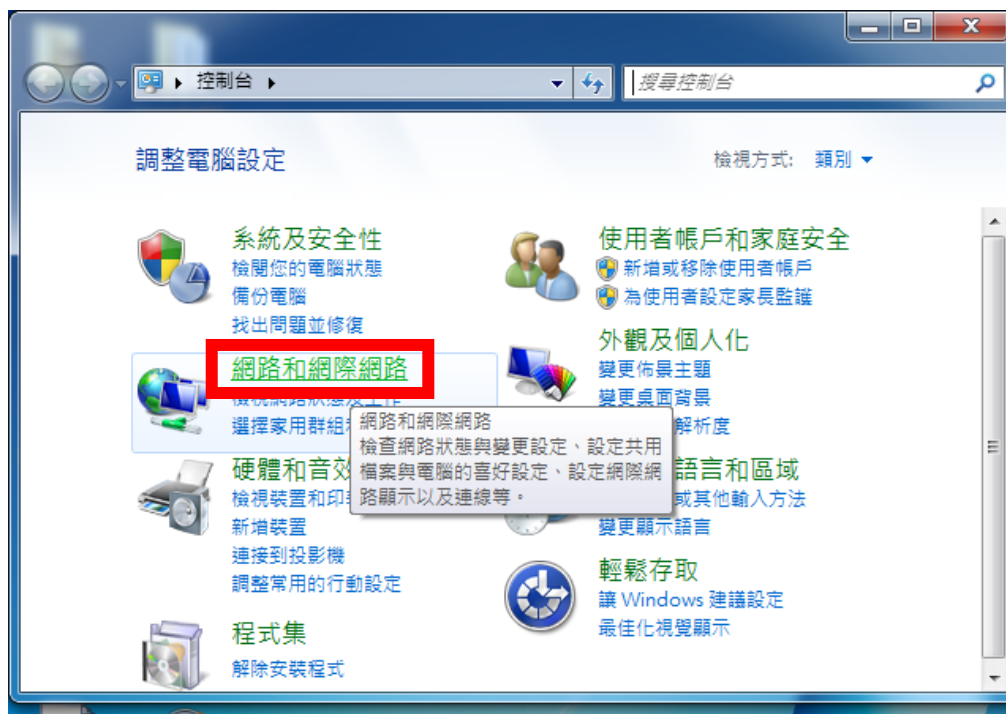 控制台
搜尋控制台
調整電腦設定
檢視方式: 類別
系統及安全性
檢閱您的電腦狀態
備份電腦
找出問題並修復
網路和網際網路
檢視網路狀態及工作
選擇家用群組
硬體和音效
檢視裝置和印
新增裝置
連接到投影機
調整常用的行動設定
程式集
解除安裝程式
網路和網際網路
檢查網路狀態與變更設定、設定共用
檔案與電腦的喜好設定、設定網際網
路顯示以及連線等。
使用者帳戶和家庭安全
新增或移除使用者帳戶
為使用者設定家長監護
外觀及個人化
變更佈景主題
變更桌面背景
解析度
語言和區域
或其他輸入方法
變更顯示語言
輕鬆存取
讓 Windows 建議設定
最佳化視覺顯示